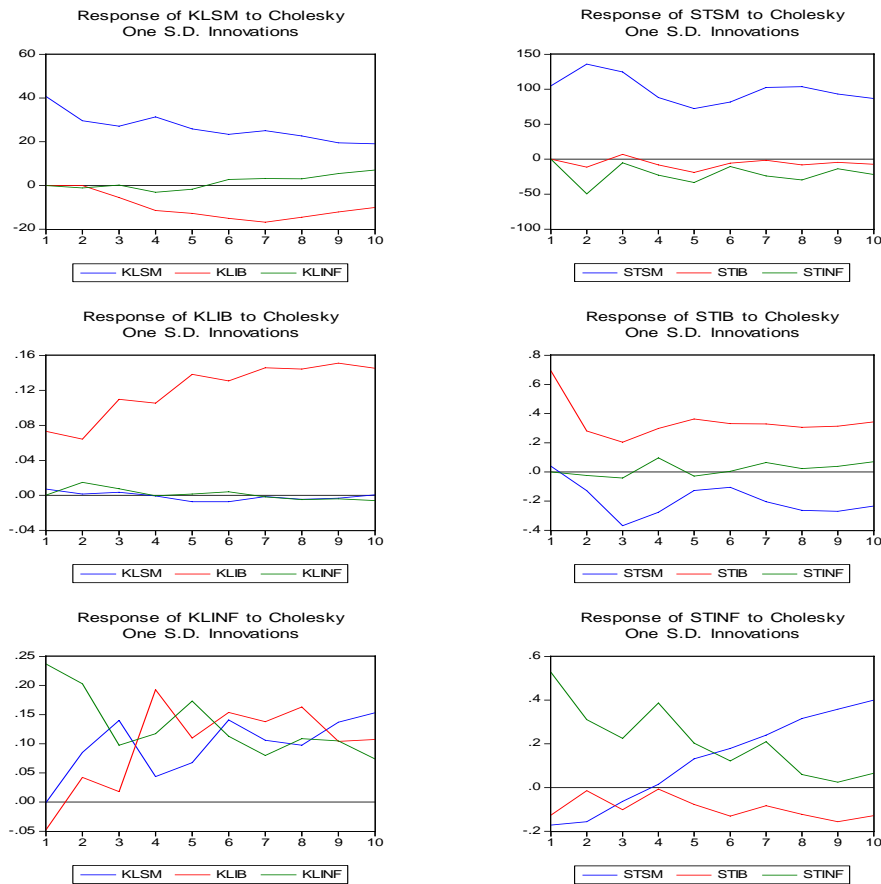 Response of KLSM to Cholesky
One S.D. Innovations
60
40
20
0
-20
1 2 3 4 5 6 7 8 9 10
KLSM KLIB KLINF
Response of STSM to Cholesky
One S.D. Innovations
150
100
50
0
-50
-100
1 2 3 4 5 6 7 8 9 10
STSM STIB STINF
Response of KLIB to Cholesky
One S.D. Innovations
.16
.12
.08
.04
.00
-.04
1 2 3 4 5 6 7 8 9 10
KLSM KLIB KLINF
Response of STIB to Cholesky
One S.D. Innovations
.8
.6
.4
.2
.0
-.2
-.4
1 2 3 4 5 6 7 8 9 10
STSM STIB STINF
Response of KLINF to Cholesky
One S.D. Innovations
.25
.20
.15
.10
.05
.00
-.05
1 2 3 4 5 6 7 8 9 10
KLSM KLIB KLINF
Response of STINF to Cholesky
One S.D. Innovations
.6
.4
.2
.0
-.2
1 2 3 4 5 6 7 8 9 10
STSM STIB STINF